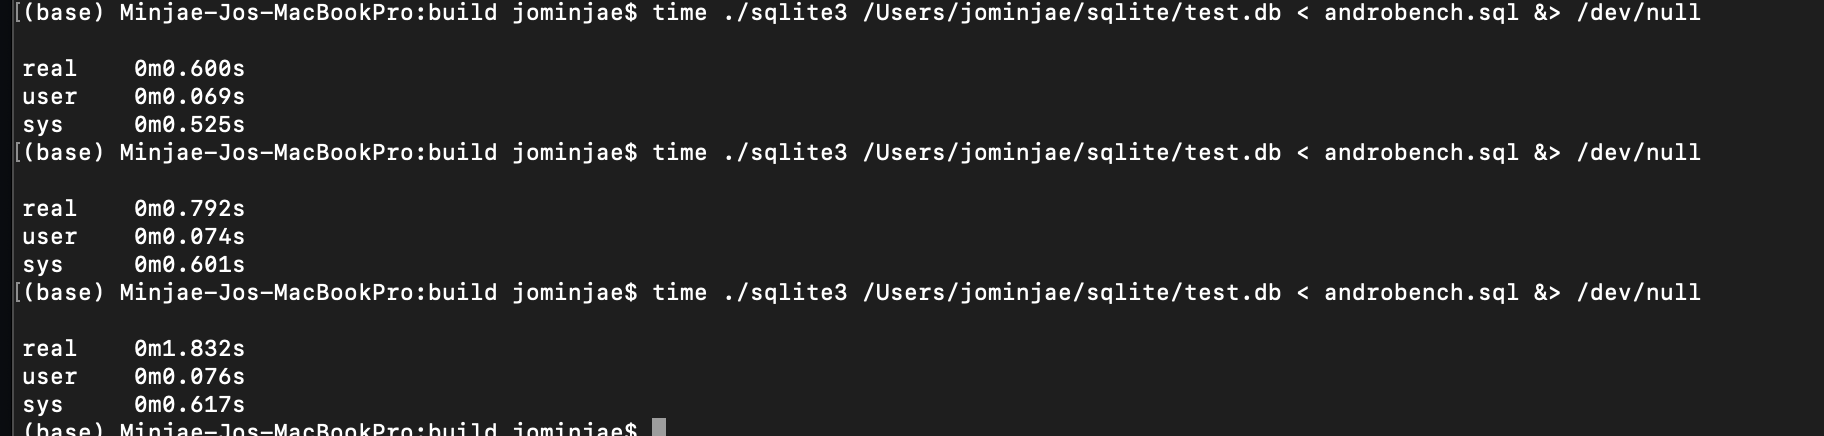 [(base) Minjae-Jos-MacBookPro:build jominjae$ time ./sqlite3 /Users/jominjae/sqlite/test.db < androbench.sql &> /dev/null
real 0m0.600s
user 0m0.069s
sys 0m0.525s
[(base) Minjae-Jos-MacBookPro:build jominjae$ time ./sqlite3 /Users/jominjae/sqlite/test.db < androbench.sql &> /dev/null
real 0m0.792s
user 0m0.074s
sys 0m0.601s
[(base) Minjae-Jos-MacBookPro:build jominjae$ time ./sqlite3 /Users/jominjae/sqlite/test.db < androbench.sql &> /dev/null
real 0m1.832s
user 0m0.076s
sys 0m0.617s
(base) Minjae-Jos-MacBookPro:build jominjae$